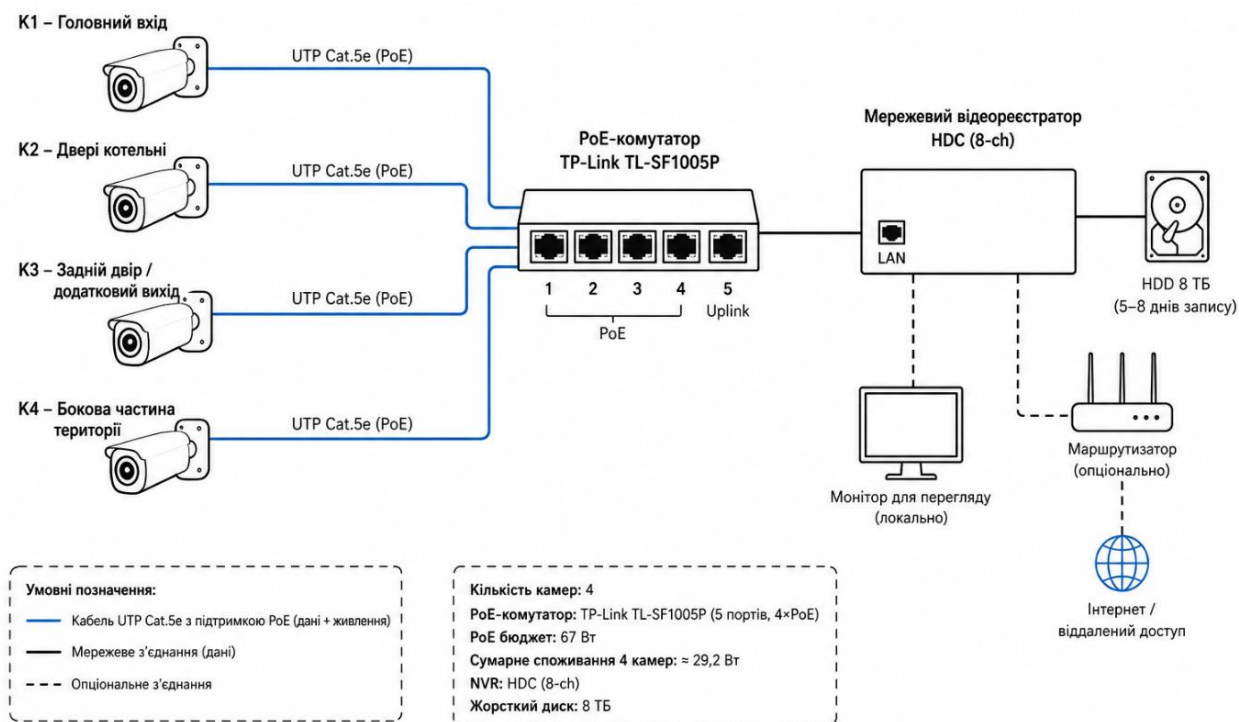 К1 – Головний вхід
UTP Cat.5e (PoE)
К2 – Двері котельні
UTP Cat.5e (PoE)
К3 – Задній двір /
додатковий вихід
UTP Cat.5e (PoE)
К4 – Бокова частина
території
UTP Cat.5e (PoE)
PoE-комутатор
TP-Link TL-SF1005P
1 2 3 4 5
PoE
Uplink
Мережевий відеореєстратор
HDC (8-ch)
LAN
HDD 8 ТБ
(5–8 днів запису)
Монітор для перегляду
(локально)
Маршрутизатор
(опціонально)
Інтернет /
віддалений доступ
Умовні позначення:
Кабель UTP Cat.5e з підтримкою PoE (дані + живлення)
Мережеве з'єднання (дані)
Опціональне з'єднання
Кількість камер: 4
PoE-комутатор: TP-Link TL-SF1005P (5 портів, 4×PoE)
PoE бюджет: 67 Вт
Сумарне споживання 4 камер: ≈ 29,2 Вт
NVR: HDC (8-ch)
Жорсткий диск: 8 ТБ